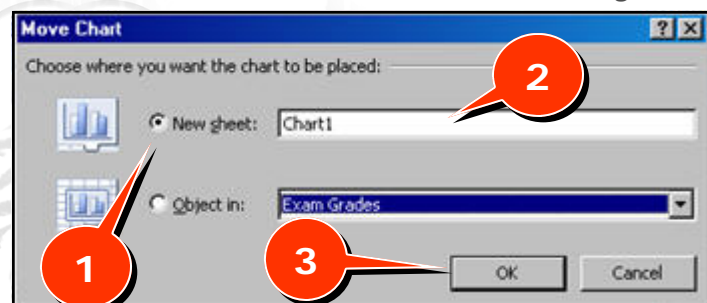 Move Chart
Choose where you want the chart to be placed:
2
New sheet: Chart1
Object in: Exam Grades
1
3
OK Cancel